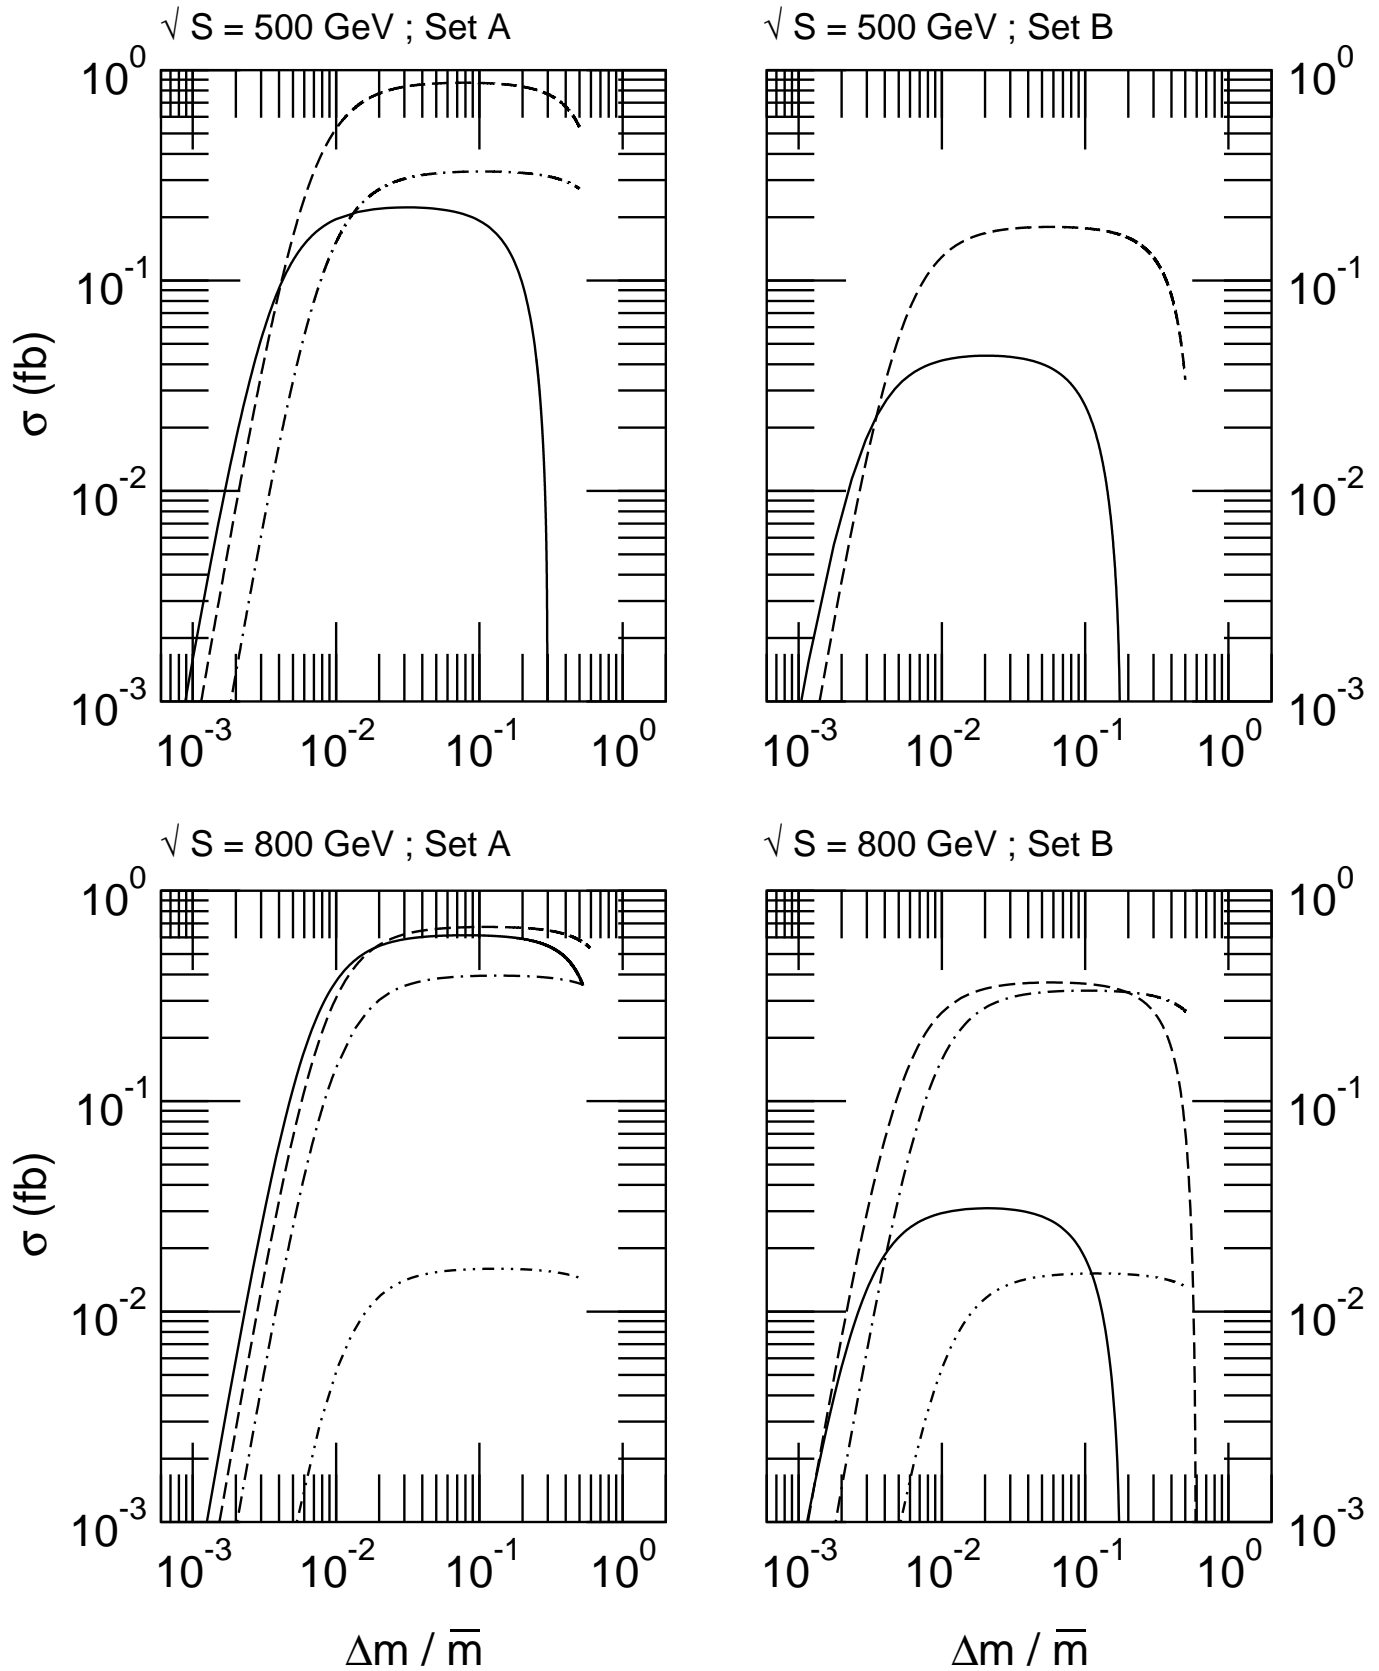 √ S = 500 GeV ; Set A
√ S = 500 GeV ; Set B
10^0
10^-1
10^-2
10^-3
σ (fb)
10^-3 10^-2 10^-1 10^0
10^-3 10^-2 10^-1 10^0
10^0
10^-1
10^-2
10^-3
√ S = 800 GeV ; Set A
√ S = 800 GeV ; Set B
10^0
10^-1
10^-2
10^-3
σ (fb)
10^-3 10^-2 10^-1 10^0
10^-3 10^-2 10^-1 10^0
10^0
10^-1
10^-2
10^-3
Δm / m̅
Δm / m̅